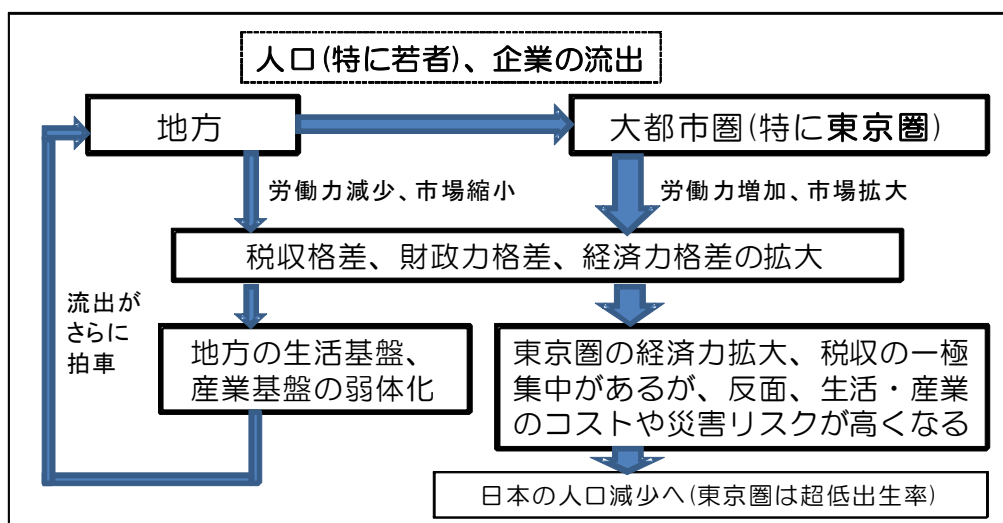 人口(特に若者)、企業の流出
地方
大都市圏(特に東京圏)
労働力減少、市場縮小
労働力増加、市場拡大
税収格差、財政力格差、経済力格差の拡大
流出が
さらに
拍車
地方の生活基盤、
産業基盤の弱体化
東京圏の経済力拡大、税収の一極
集中があるが、反面、生活・産業
のコストや災害リスクが高くなる
日本の人口減少へ(東京圏は超低出生率)